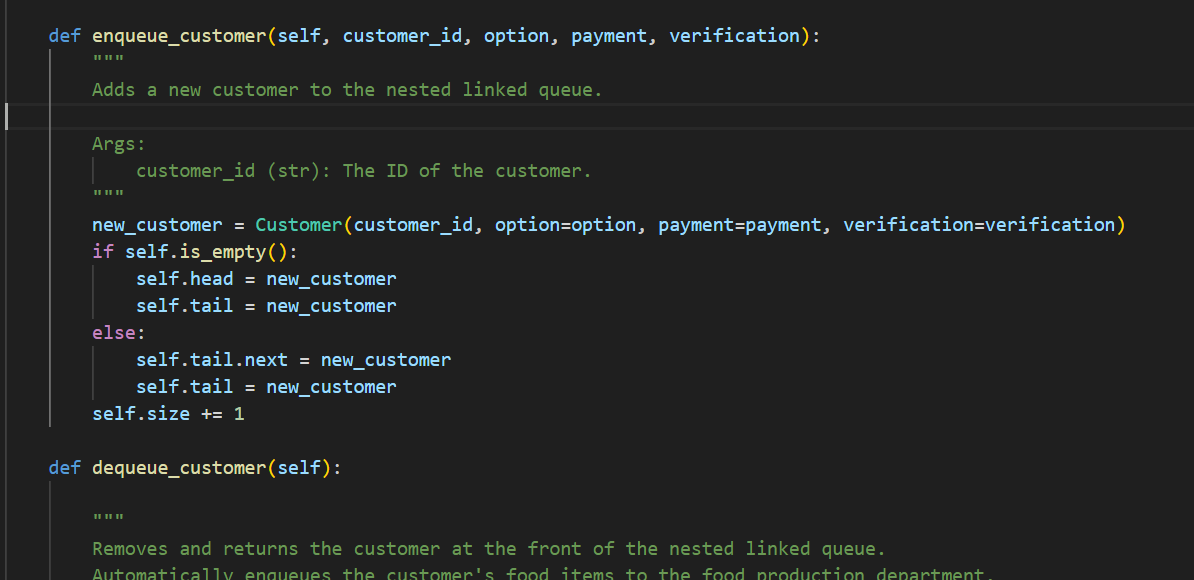 def enqueue_customer(self, customer_id, option, payment, verification):
"""
Adds a new customer to the nested linked queue.
Args:
customer_id (str): The ID of the customer.
"""
new_customer = Customer(customer_id, option=option, payment=payment, verification=verification)
if self.is_empty():
self.head = new_customer
self.tail = new_customer
else:
self.tail.next = new_customer
self.tail = new_customer
self.size += 1
def dequeue_customer(self):
"""
Removes and returns the customer at the front of the nested linked queue.
Automatically enqueues the customer's food items to the food production department.